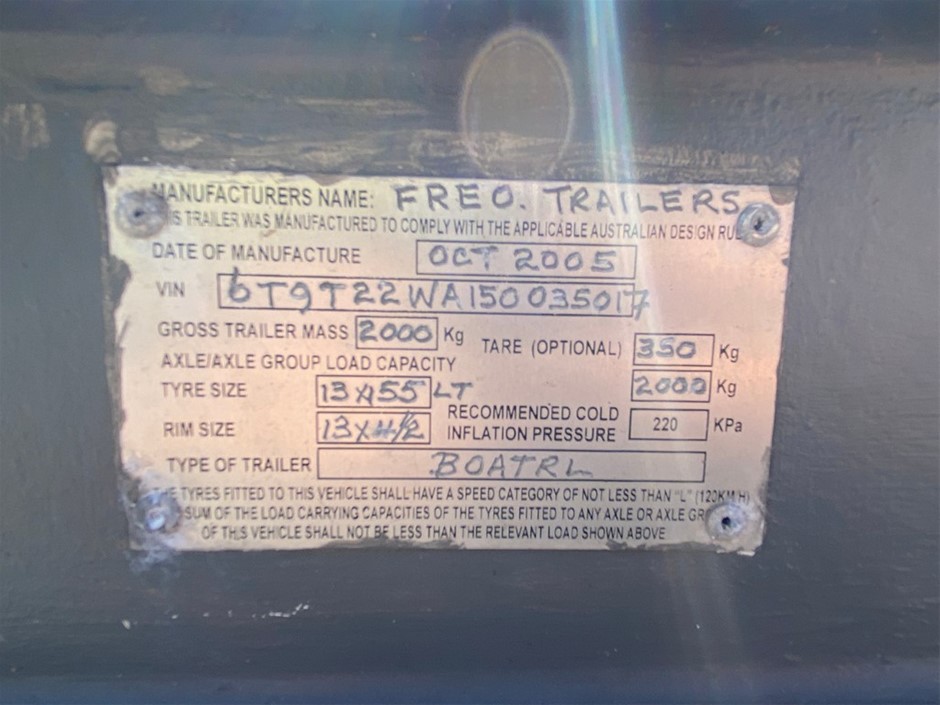 MANUFACTURERS NAME: FREO. TRAILERS
TRAILER WAS MANUFACTURED TO COMPLY WITH THE APPLICABLE AUSTRALIAN DESIGN
DATE OF MANUFACTURE OCT 2005
VIN 6T9T22WA150035017
GROSS TRAILER MASS 2000 Kg
TARE (OPTIONAL) 350 Kg
AXLE/AXLE GROUP LOAD CAPACITY 2000 Kg
TYRE SIZE 13X155 LT
RIM SIZE 13X4 1/2
RECOMMENDED COLD
INFLATION PRESSURE 220 KPa
TYPE OF TRAILER BOATRL
TYRES FITTED TO THIS VEHICLE SHALL HAVE A SPEED CATEGORY OF NOT LESS THAN "L" (120KM/H)
SUM OF THE LOAD CARRYING CAPACITIES OF THE TYRES FITTED TO ANY AXLE OR AXLE
OF THIS VEHICLE SHALL NOT BE LESS THAN THE RELEVANT LOAD SHOWN ABOVE